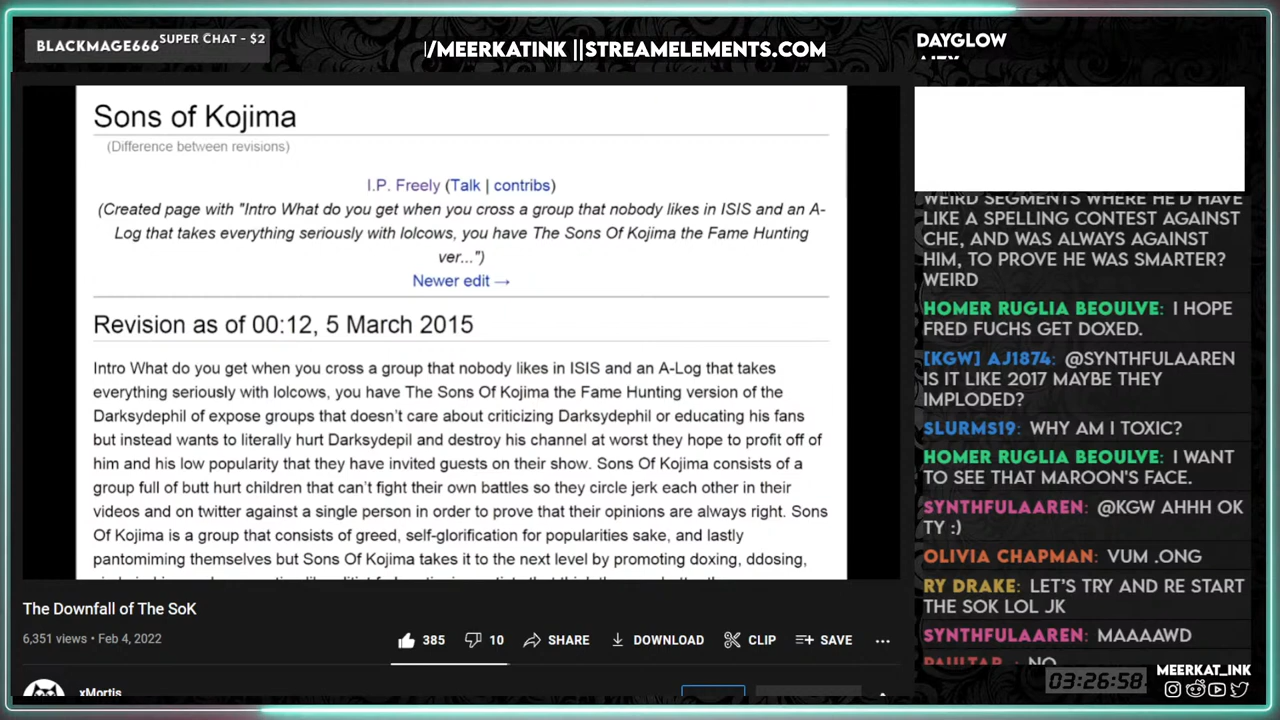 BLACKMAGE666 SUPER CHAT - $2
/MEERKATINK ||STREAMELEMENTS.COM
DAYGLOW
Sons of Kojima
(Difference between revisions)
I.P. Freely (Talk | contribs)
(Created page with "Intro What do you get when you cross a group that nobody likes in ISIS and an A-
Log that takes everything seriously with lolcows, you have The Sons Of Kojima the Fame Hunting
ver...")
Newer edit →
Revision as of 00:12, 5 March 2015
Intro What do you get when you cross a group that nobody likes in ISIS and an A-Log that takes
everything seriously with lolcows, you have The Sons Of Kojima the Fame Hunting version of the
Darksydephil of expose groups that doesn't care about criticizing Darksydephil or educating his fans
but instead wants to literally hurt Darksydepil and destroy his channel at worst they hope to profit off of
him and his low popularity that they have invited guests on their show. Sons Of Kojima consists of a
group full of butt hurt children that can't fight their own battles so they circle jerk each other in their
videos and on twitter against a single person in order to prove that their opinions are always right. Sons
Of Kojima is a group that consists of greed, self-glorification for popularities sake, and lastly
pantomiming themselves but Sons Of Kojima takes it to the next level by promoting doxing, ddosing,
The Downfall of The SoK
6,351 views • Feb 4, 2022
385
10
SHARE
DOWNLOAD
CLIP
SAVE
xMortis
WEIRD SEGMENTS WHERE HE'D HAVE
LIKE A SPELLING CONTEST AGAINST
CHE, AND WAS ALWAYS AGAINST
HIM, TO PROVE HE WAS SMARTER?
WEIRD
HOMER RUGLIA BEOULVE: I HOPE
FRED FUCHS GET DOXED.
[KGW] AJ1874: @SYNTHFULAAREN
IS IT LIKE 2017 MAYBE THEY
IMPLODED?
SLURMS19: WHY AM I TOXIC?
HOMER RUGLIA BEOULVE: I WANT
TO SEE THAT MAROON'S FACE.
SYNTHFULAAREN: @KGW AHHH OK
TY :)
OLIVIA CHAPMAN: VUM .ONG
RY DRAKE: LET'S TRY AND RE START
THE SOK LOL JK
SYNTHFULAAREN: MAAAAWD
NO
03:26:58
MEERKAT_INK